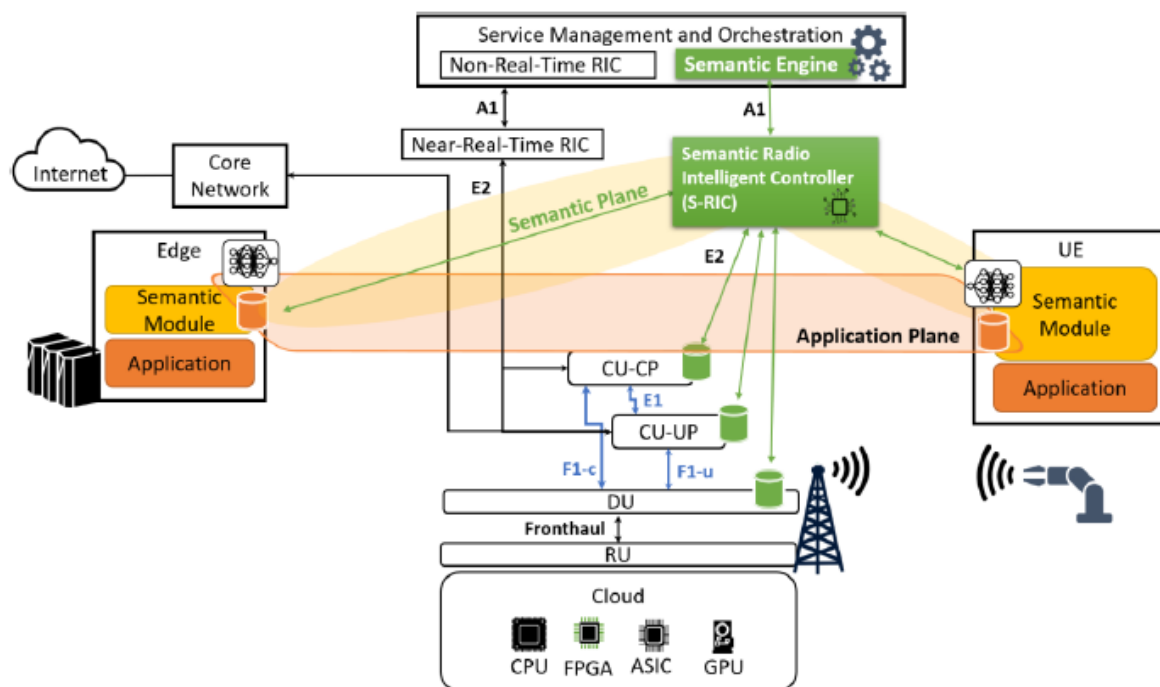 Service Management and Orchestration
Non-Real-Time RIC
Semantic Engine
A1
A1
Near-Real-Time RIC
Semantic Radio
Intelligent Controller
(S-RIC)
Internet
Core
Network
E2
Semantic Plane
Edge
UE
E2
Semantic
Module
Application
Semantic
Module
Application
Application Plane
CU-CP
E1
CU-UP
F1-c
F1-u
DU
Fronthaul
RU
Cloud
CPU
FPGA
ASIC
GPU